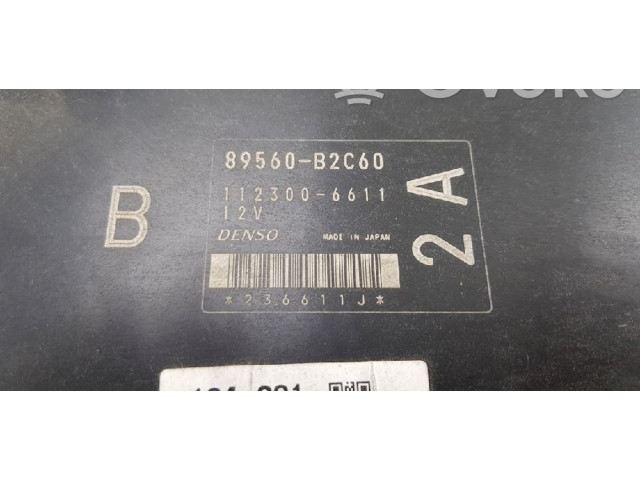 89560-B2C60
112300-6611
12V
DENSO MADE IN JAPAN
*236611J*
B
2A